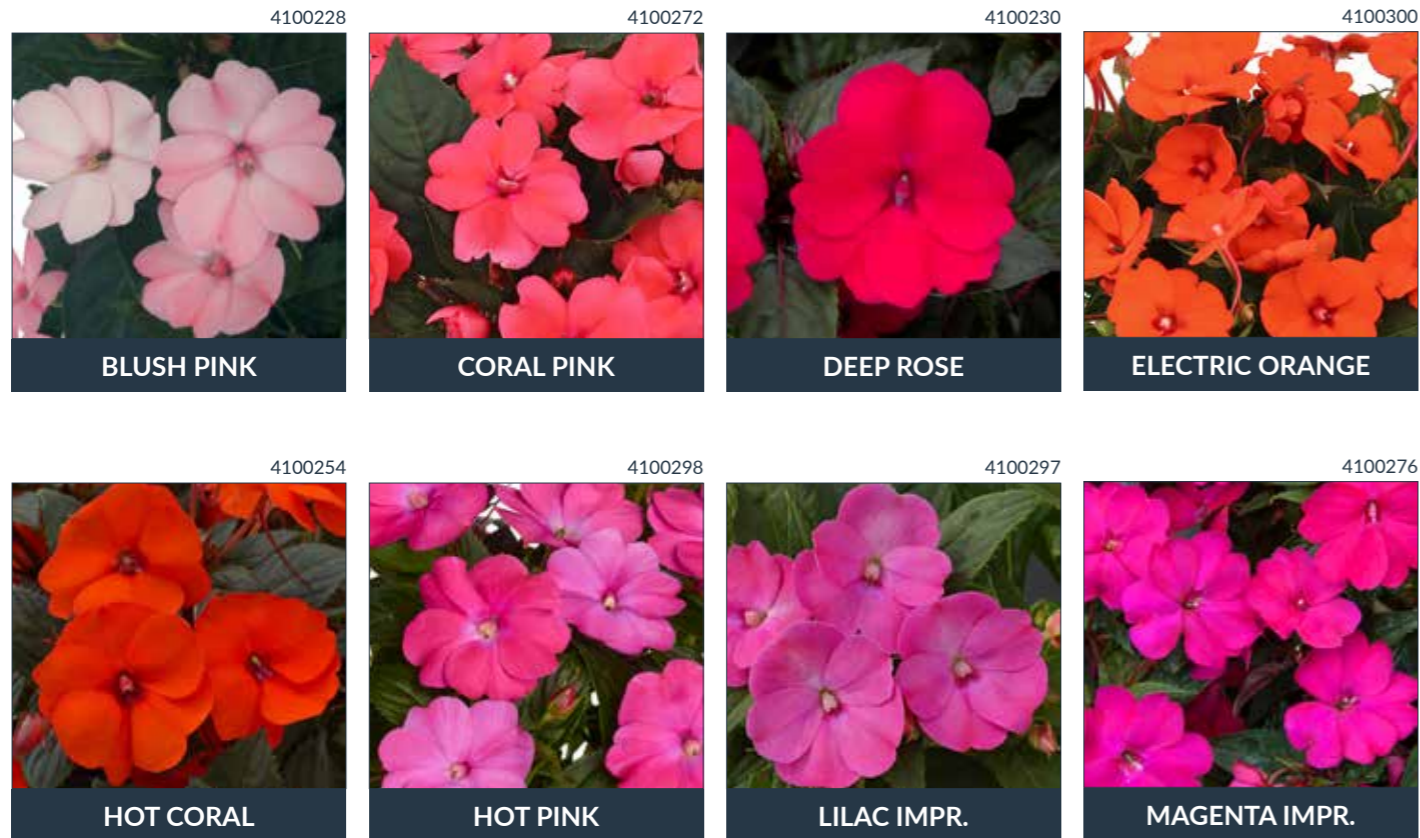 4100228
4100272
4100230
4100300
BLUSH PINK
CORAL PINK
DEEP ROSE
ELECTRIC ORANGE
4100254
4100298
4100297
4100276
HOT CORAL
HOT PINK
LILAC IMPR.
MAGENTA IMPR.